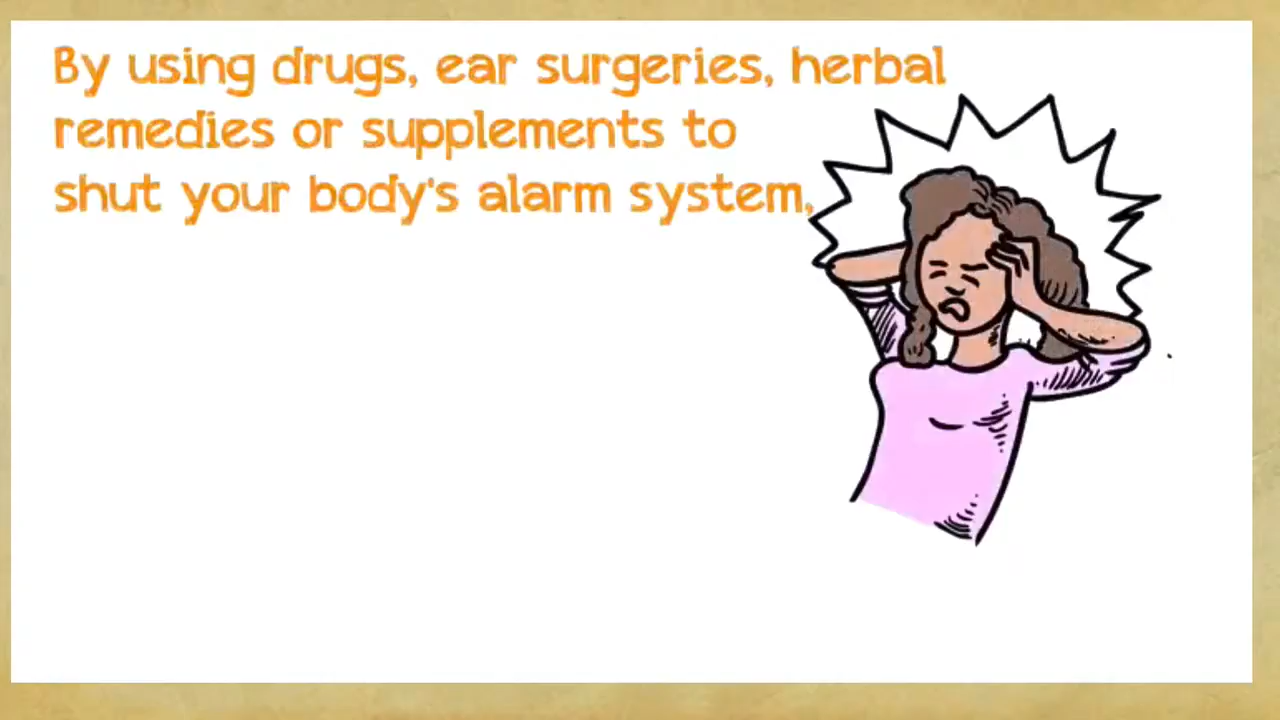 By using drugs, ear surgeries, herbal
remedies or supplements to
shut your body's alarm system,